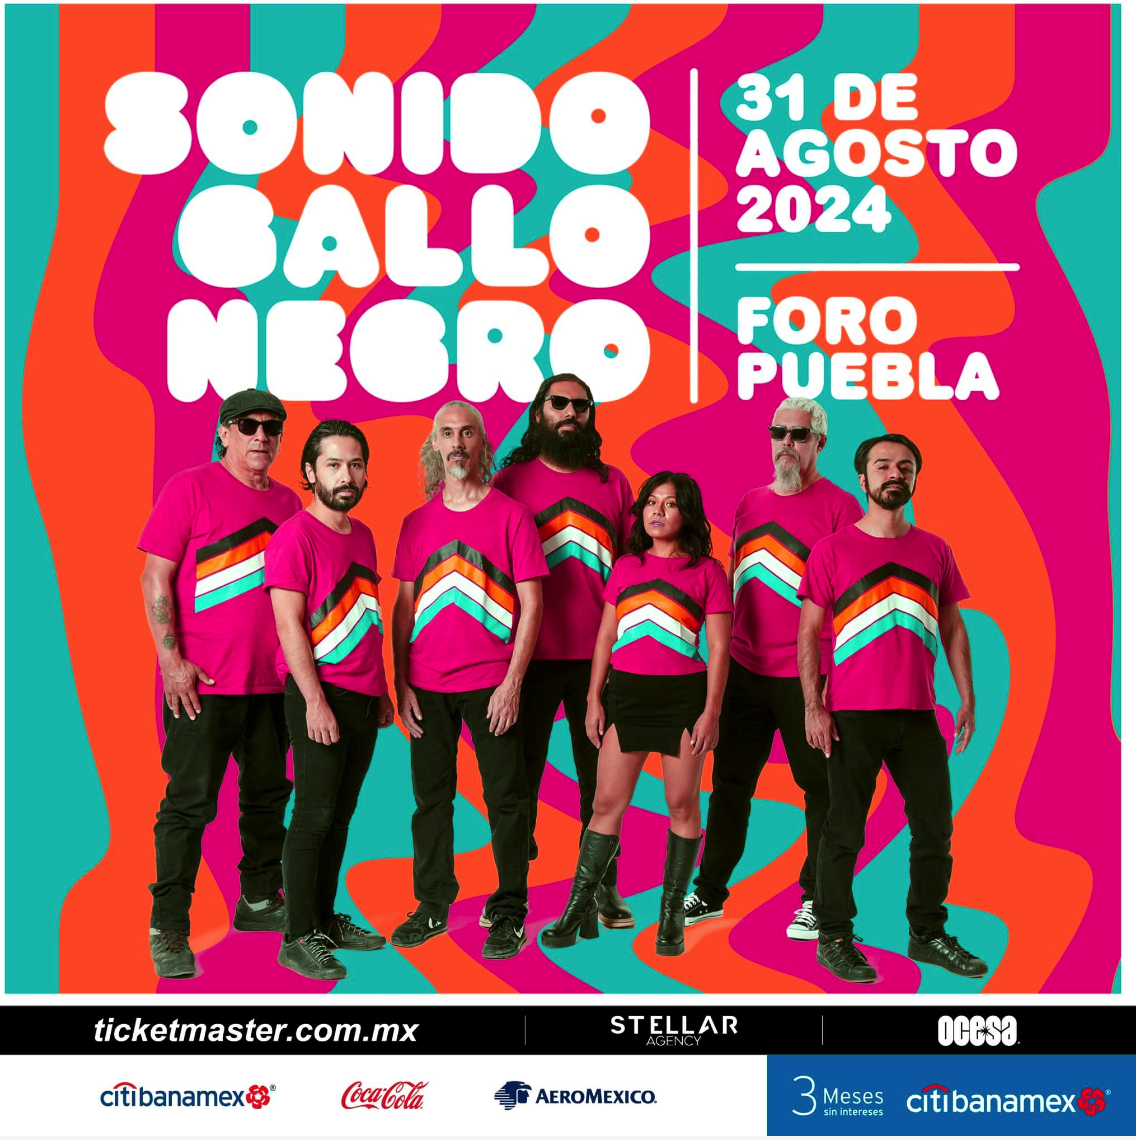 SONIDO
GALLO
NEGRO
31 DE
AGOSTO
2024
FORO
PUEBLA
ticketmaster.com.mx
STELLAR
AGENCY
ocesa
citibanamex®
Coca-Cola
AEROMEXICO.
3 Meses
sin intereses
citibanamex®